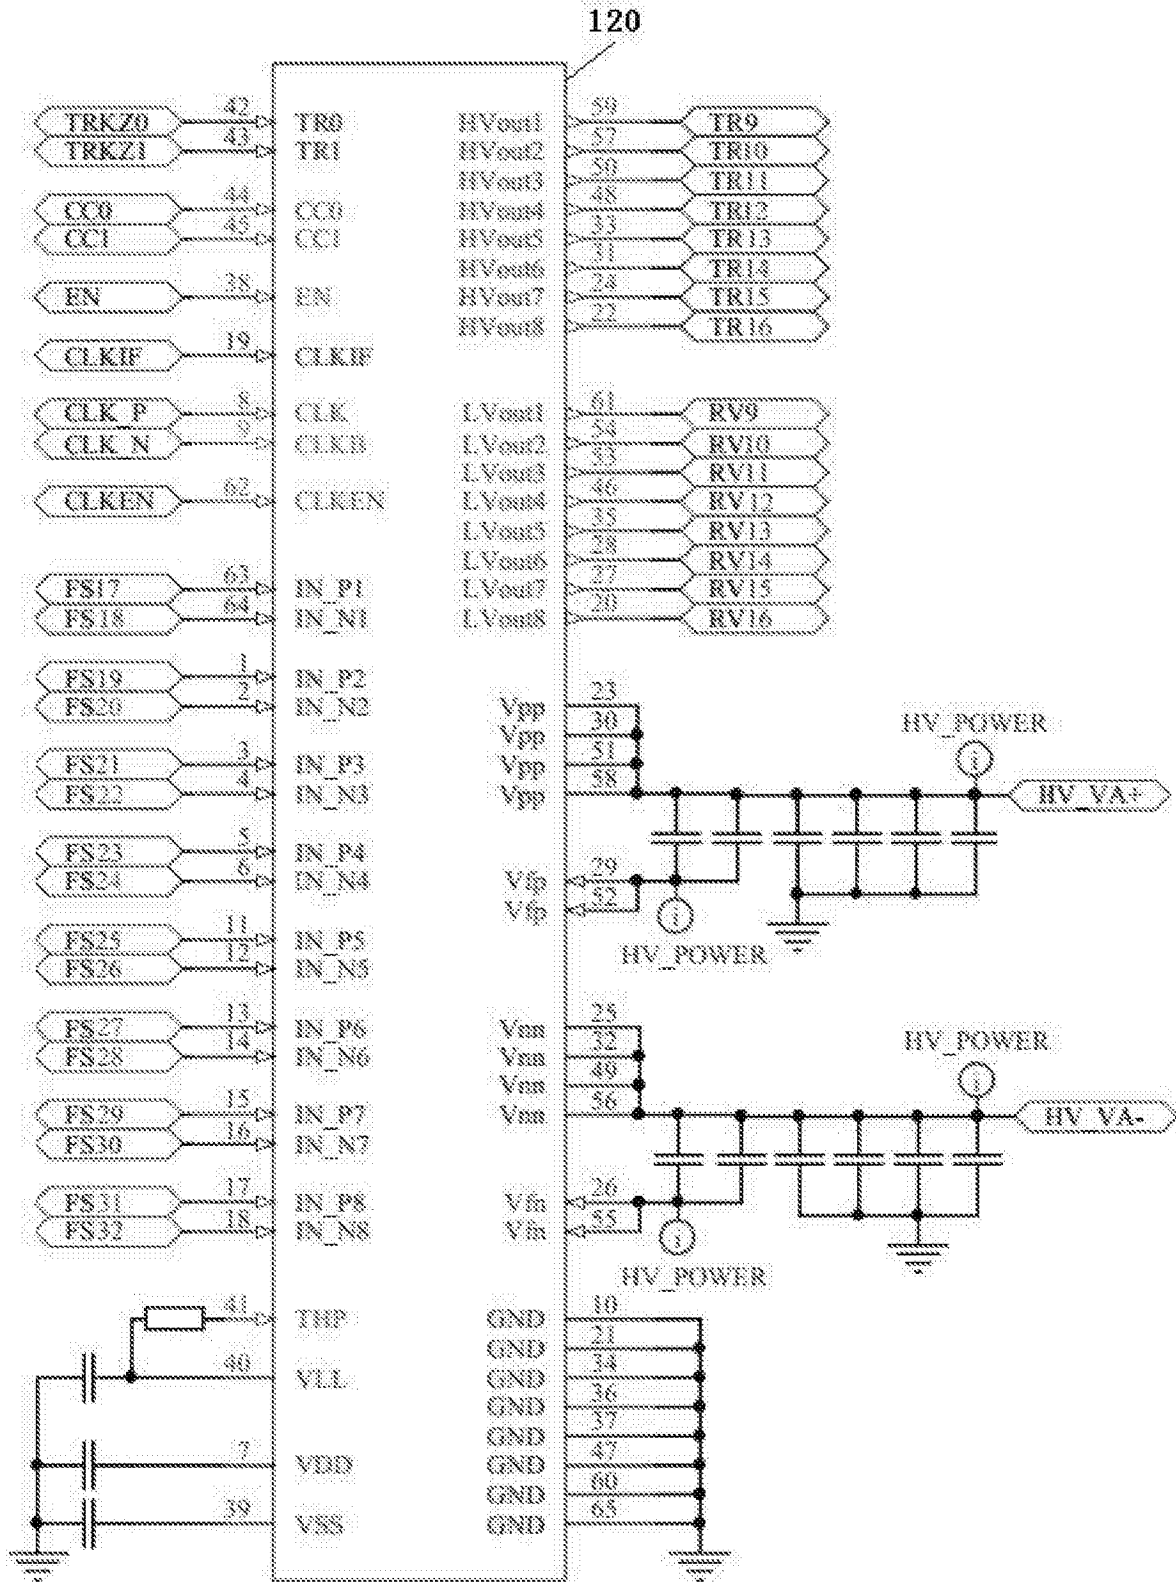 120
TRKZ0 42 TR0 HVout1 59 TR9
TRKZ1 43 TR1 HVout2 57 TR10
HVout3 50 TR11
CC0 44 CC0 HVout4 48 TR12
CC1 45 CC1 HVout5 33 TR13
HVout6 31 TR14
EN 38 EN HVout7 24 TR15
HVout8 22 TR16
CLKIF 19 CLKIF
CLK_P 8 CLK LVout1 61 RV9
CLK_N 9 CLKB LVout2 54 RV10
LVout3 53 RV11
CLKEN 62 CLKEN LVout4 46 RV12
LVout5 35 RV13
LVout6 28 RV14
FS17 63 IN_P1 LVout7 27 RV15
FS18 64 IN_N1 LVout8 20 RV16
FS19 1 IN_P2
FS20 2 IN_N2 Vpp 23
Vpp 30 HV_POWER
FS21 3 IN_P3 Vpp 51
FS22 4 IN_N3 Vpp 58 HV_VA+
FS23 5 IN_P4
FS24 6 IN_N4 Vfp 29
Vfp 52
FS25 11 IN_P5 HV_POWER
FS26 12 IN_N5
FS27 13 IN_P6 Vnn 25
FS28 14 IN_N6 Vnn 32 HV_POWER
Vnn 49
FS29 15 IN_P7 Vnn 56 HV_VA-
FS30 16 IN_N7
FS31 17 IN_P8 Vfn 26
FS32 18 IN_N8 Vfn 55
HV_POWER
41 THP GND 10
GND 21
40 VLL GND 34
GND 36
GND 37
7 VDD GND 47
GND 60
39 VSS GND 65